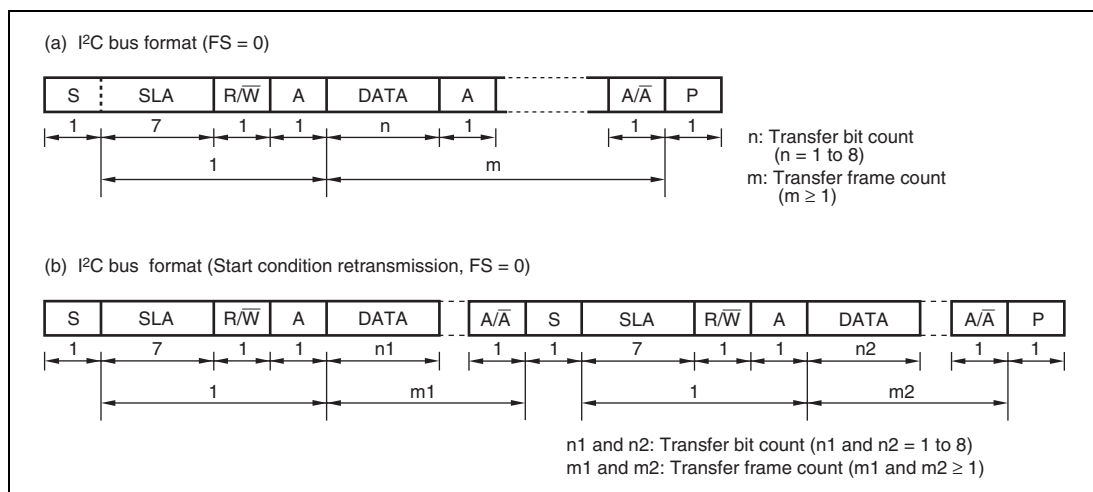 (a) I²C bus format (FS = 0)
S SLA R/W̅ A DATA A A/A̅ P
1 7 1 1 n 1 1 1
1 m
n: Transfer bit count
(n = 1 to 8)
m: Transfer frame count
(m ≥ 1)
(b) I²C bus format (Start condition retransmission, FS = 0)
S SLA R/W̅ A DATA A/A̅ S SLA R/W̅ A DATA A/A̅ P
1 7 1 1 n1 1 1 7 1 1 n2 1 1
1 m1 1 m2
n1 and n2: Transfer bit count (n1 and n2 = 1 to 8)
m1 and m2: Transfer frame count (m1 and m2 ≥ 1)